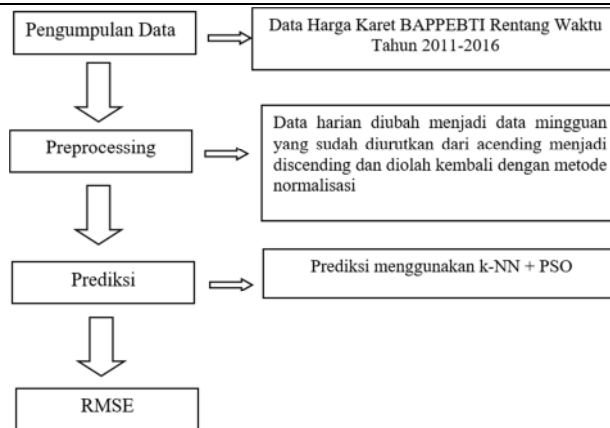 Pengumpulan Data
Data Harga Karet BAPPEBTI Rentang Waktu
Tahun 2011-2016
Preprocessing
Data harian diubah menjadi data mingguan
yang sudah diurutkan dari acending menjadi
discending dan diolah kembali dengan metode
normalisasi
Prediksi
Prediksi menggunakan k-NN + PSO
RMSE